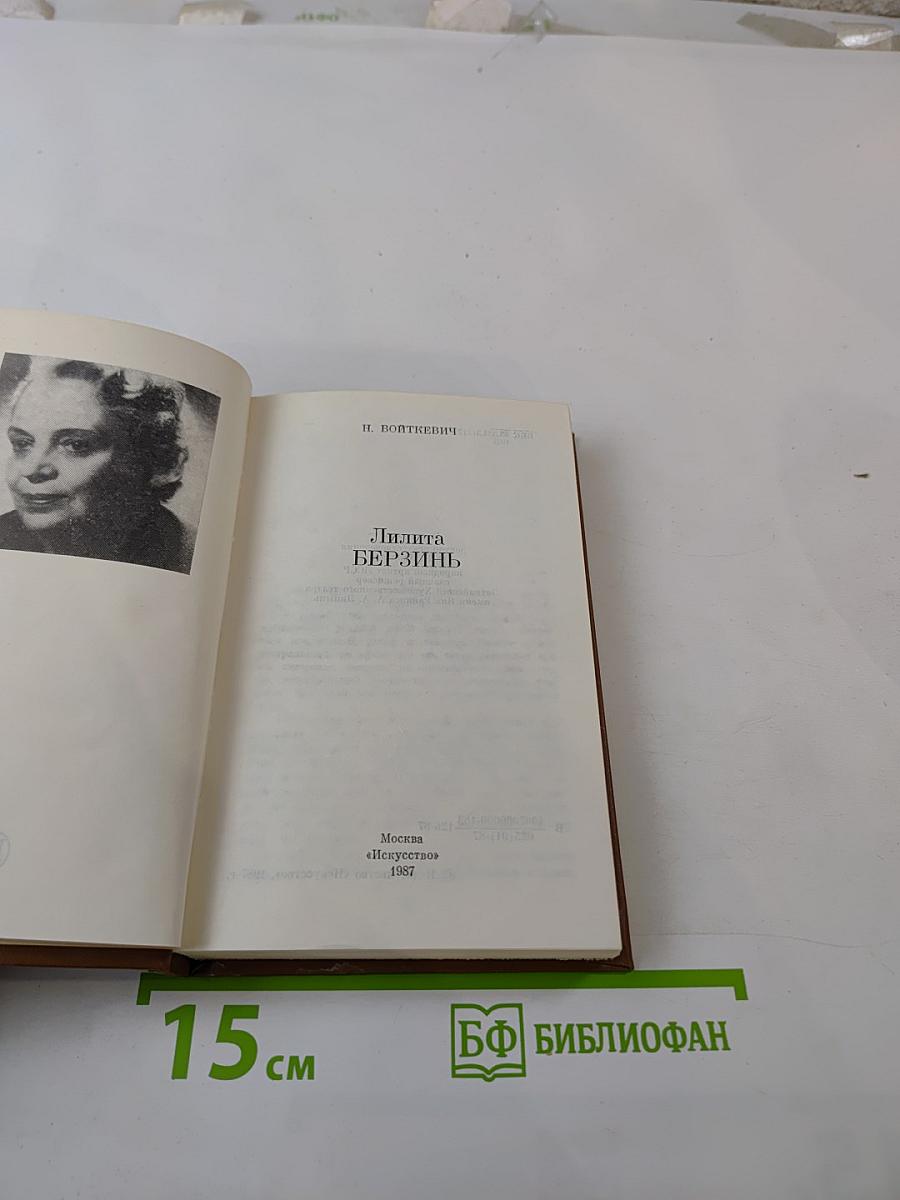 Н. ВОЙТКЕВИЧ
Лилита
БЕРЗИНЬ
Москва
«Искусство»
1987
15 см
БФ БИБЛИОФАН